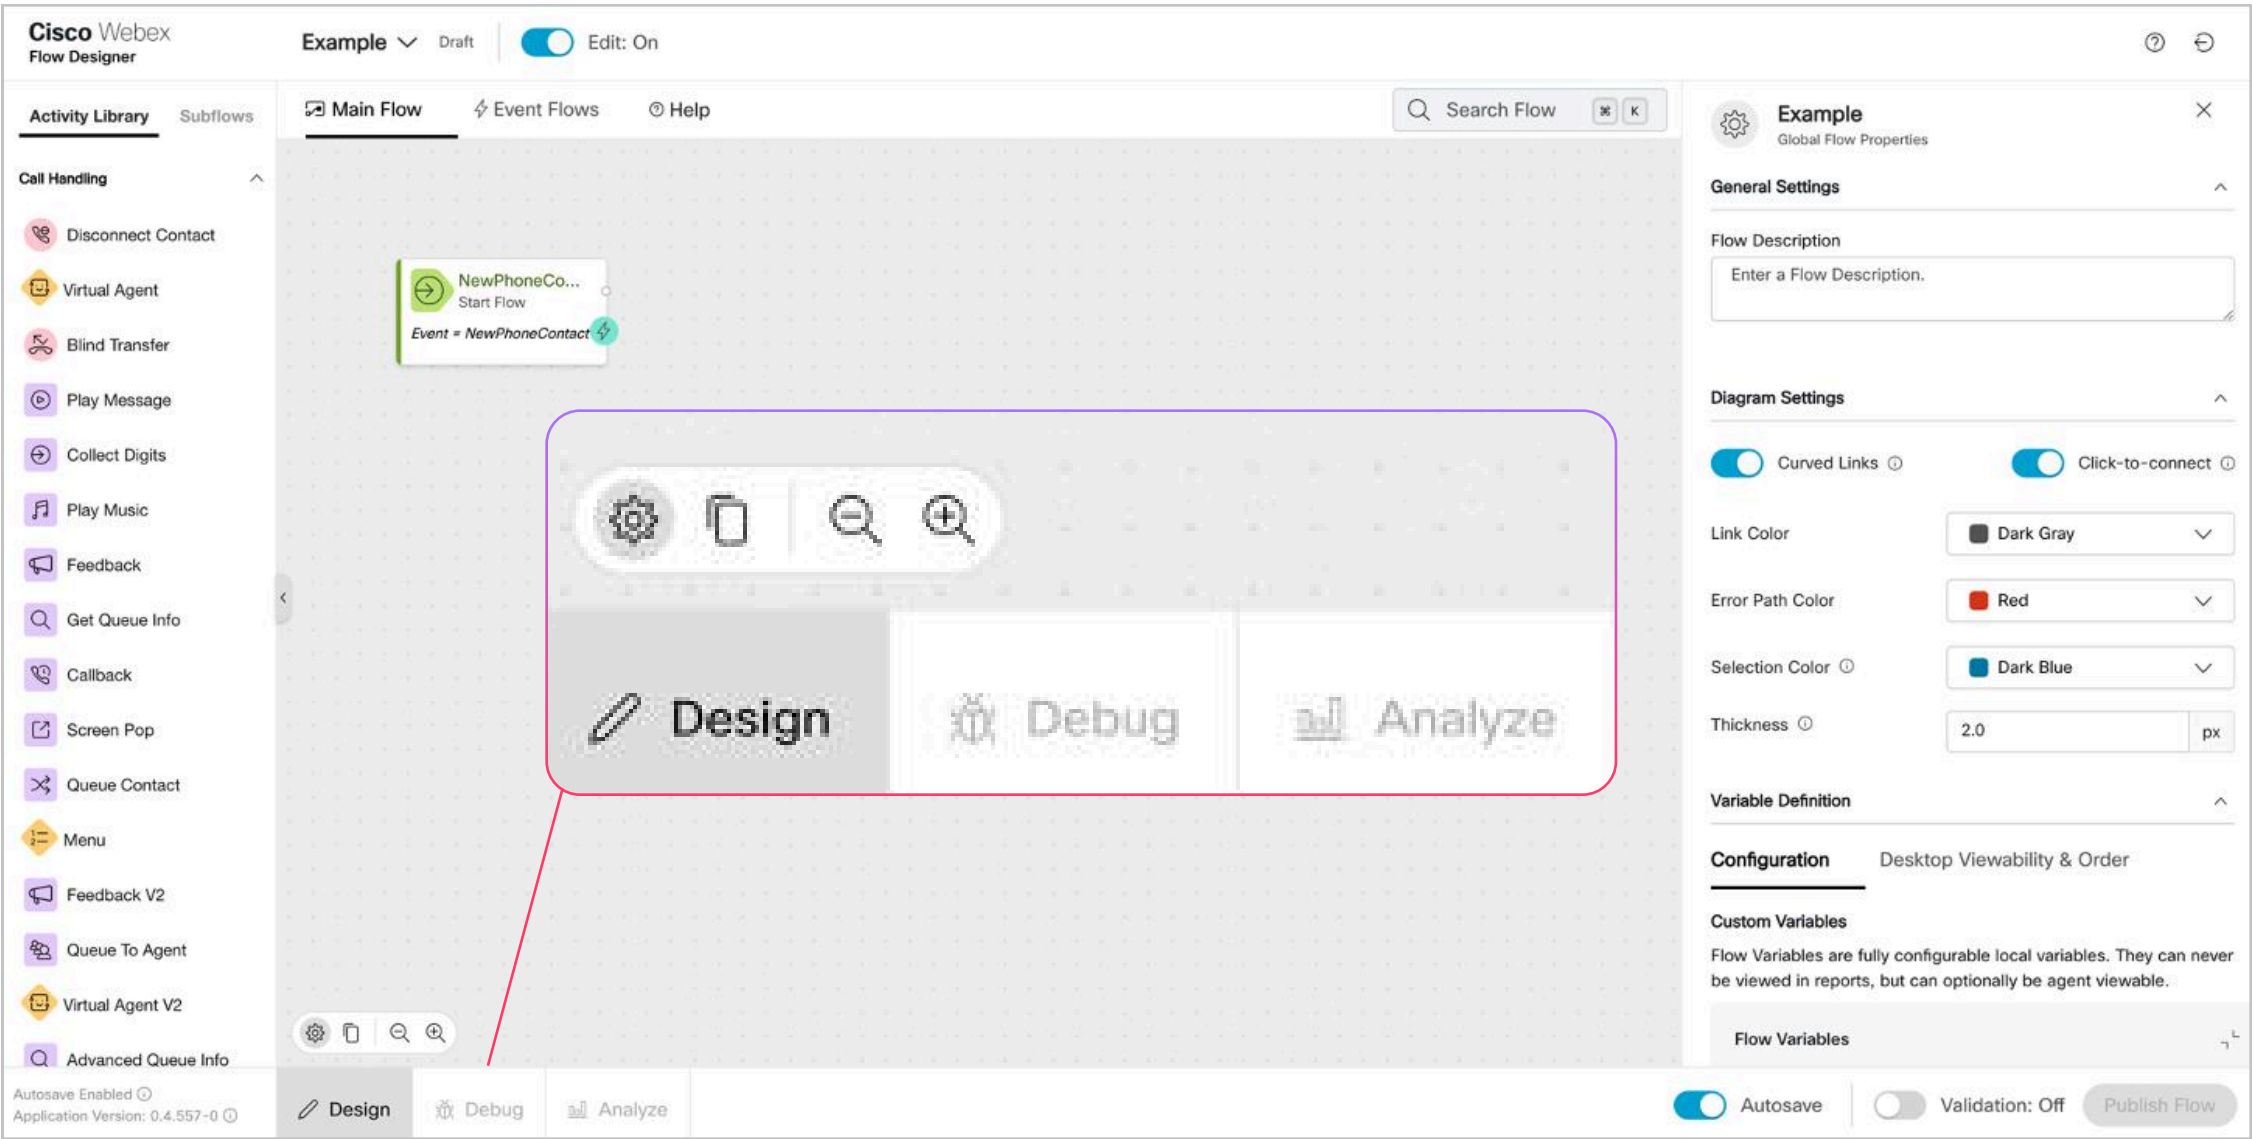 Cisco Webex
Flow Designer
Example
Draft
Edit: On
Activity Library
Subflows
Call Handling
Disconnect Contact
Virtual Agent
Blind Transfer
Play Message
Collect Digits
Play Music
Feedback
Get Queue Info
Callback
Screen Pop
Queue Contact
Menu
Feedback V2
Queue To Agent
Virtual Agent V2
Advanced Queue Info
Autosave Enabled
Application Version: 0.4.557-0
Main Flow
Event Flows
Help
Search Flow
⌘ K
NewPhoneCo...
Start Flow
Event = NewPhoneContact
Design
Debug
Analyze
Design
Debug
Analyze
Example
Global Flow Properties
General Settings
Flow Description
Enter a Flow Description.
Diagram Settings
Curved Links
Click-to-connect
Link Color
Dark Gray
Error Path Color
Red
Selection Color
Dark Blue
Thickness
2.0
px
Variable Definition
Configuration
Desktop Viewability & Order
Custom Variables
Flow Variables are fully configurable local variables. They can never
be viewed in reports, but can optionally be agent viewable.
Flow Variables
Autosave
Validation: Off
Publish Flow